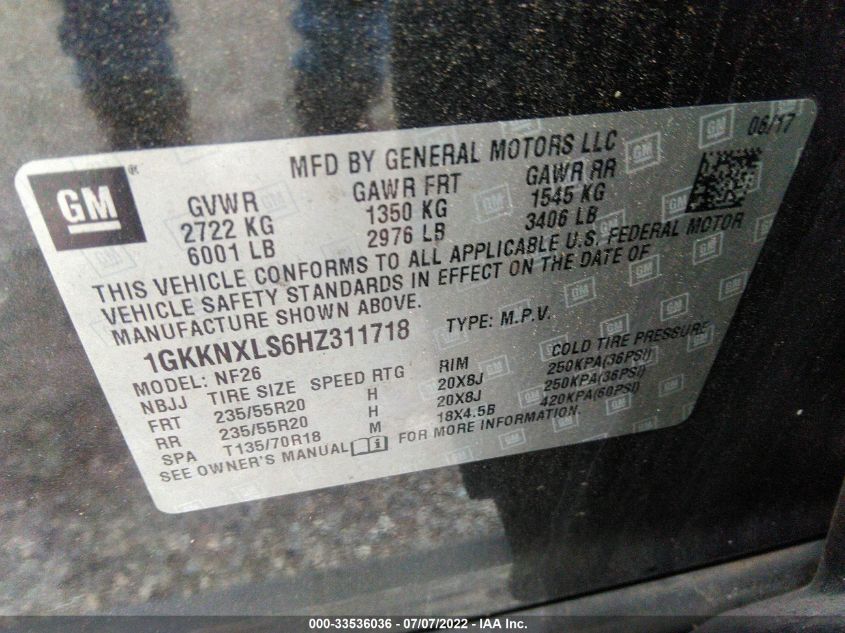 06/17
MFD BY GENERAL MOTORS LLC
GM®
GVWR GAWR FRT GAWR RR
2722 KG 1350 KG 1545 KG
6001 LB 2976 LB 3406 LB
THIS VEHICLE CONFORMS TO ALL APPLICABLE U.S. FEDERAL MOTOR
VEHICLE SAFETY STANDARDS IN EFFECT ON THE DATE OF
MANUFACTURE SHOWN ABOVE.
1GKKNXLS6HZ311718 TYPE: M.P.V.
MODEL: NF26
NBJJ TIRE SIZE SPEED RTG RIM COLD TIRE PRESSURE
FRT 235/55R20 H 20X8J 250KPA(36PSI)
RR 235/55R20 H 20X8J 250KPA(36PSI)
SPA T135/70R18 M 18X4.5B 420KPA(60PSI)
SEE OWNER'S MANUAL FOR MORE INFORMATION.
000-33536036 - 07/07/2022 - IAA Inc.